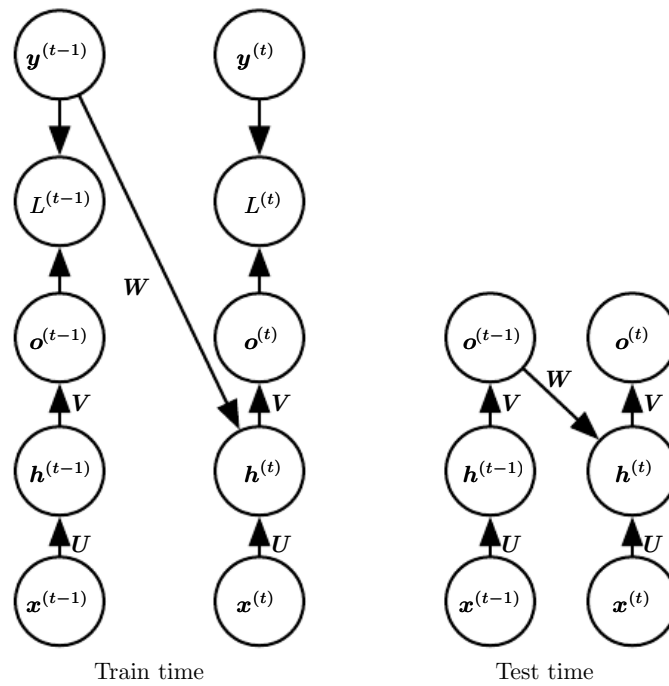 y^(t−1) y^(t)
L^(t−1) L^(t)
W
o^(t−1) o^(t) o^(t−1) o^(t)
W
V V V V
h^(t−1) h^(t) h^(t−1) h^(t)
U U U U
x^(t−1) x^(t) x^(t−1) x^(t)
Train time Test time